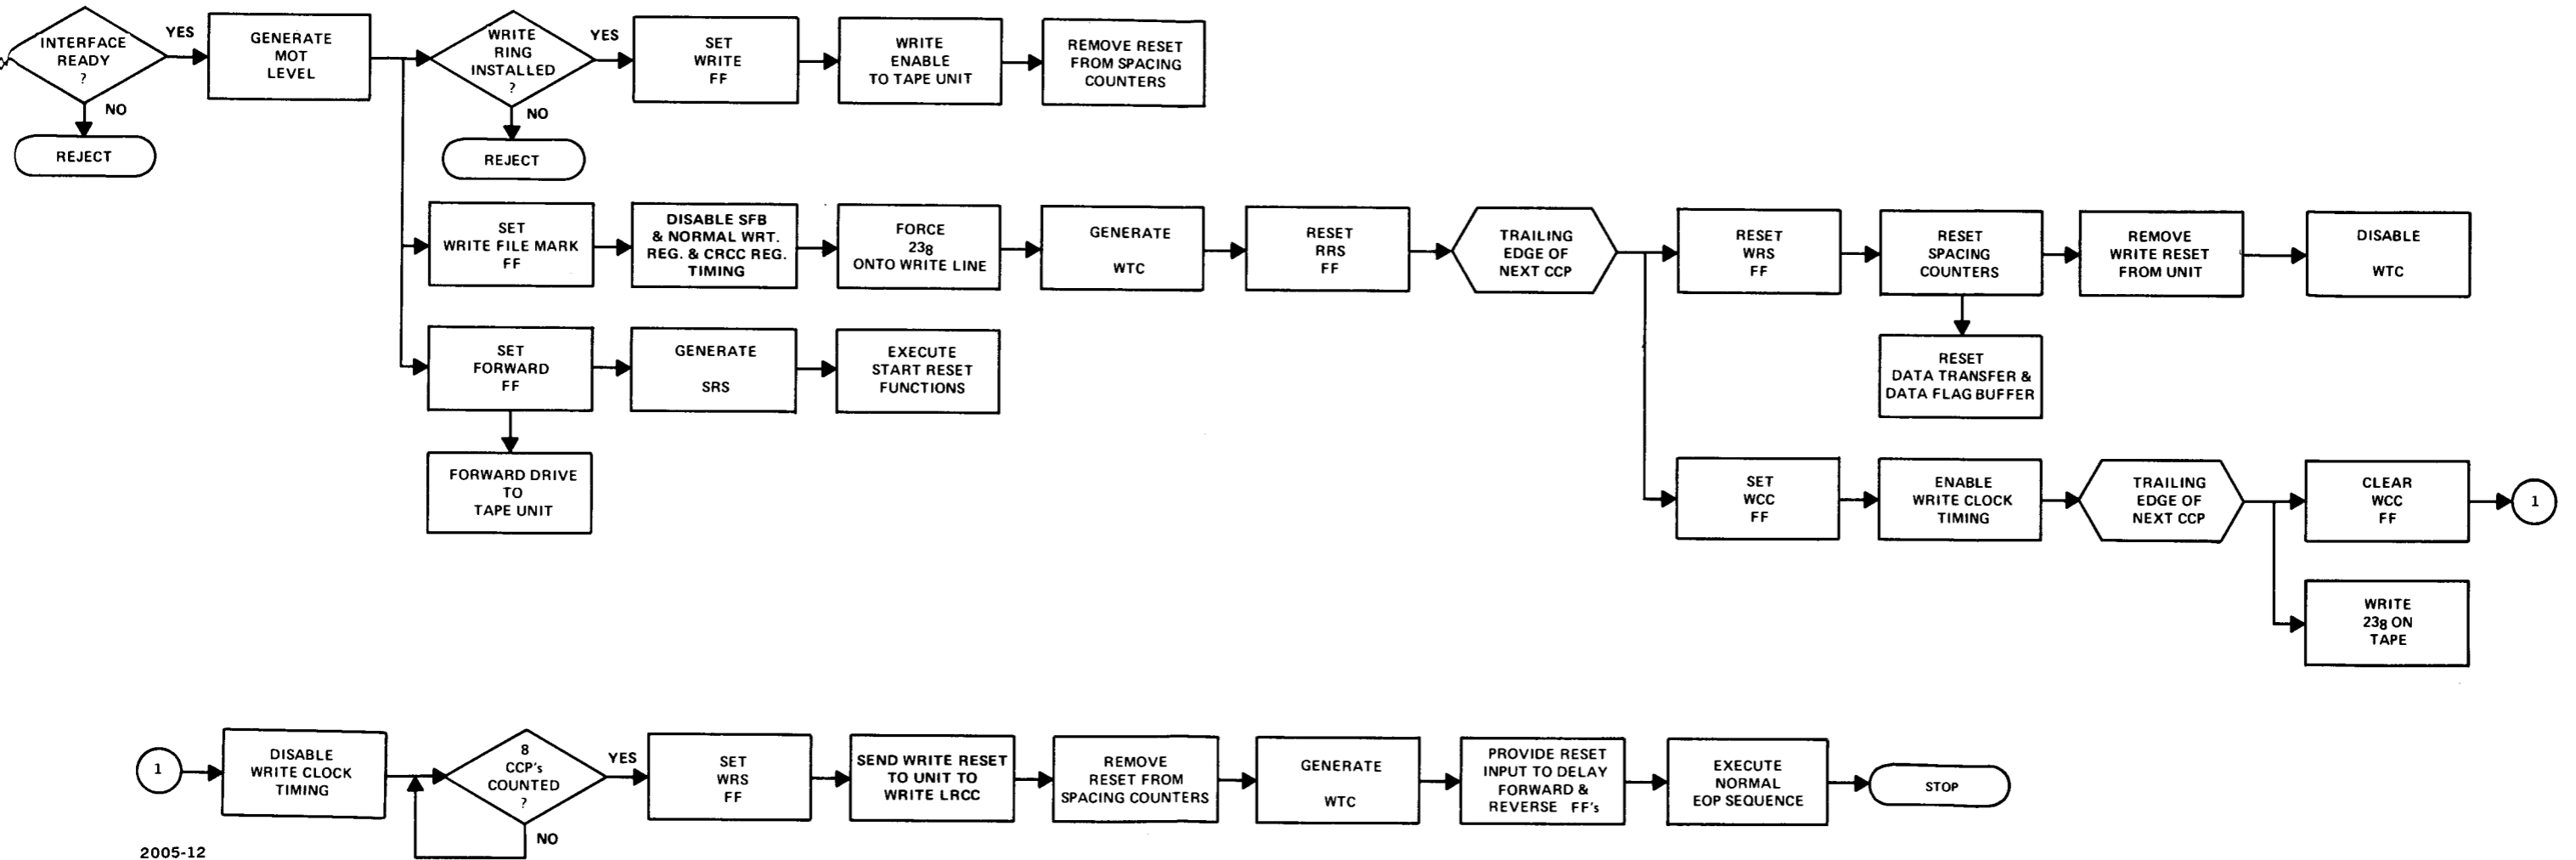 INTERFACE
READY
?
YES
NO
REJECT
GENERATE
MOT
LEVEL
WRITE
RING
INSTALLED
?
YES
NO
REJECT
SET
WRITE
FF
WRITE
ENABLE
TO TAPE UNIT
REMOVE RESET
FROM SPACING
COUNTERS
SET
WRITE FILE MARK
FF
DISABLE SFB
& NORMAL WRT.
REG. & CRCC REG.
TIMING
FORCE
23₈
ONTO WRITE LINE
GENERATE
WTC
RESET
RRS
FF
TRAILING
EDGE OF
NEXT CCP
RESET
WRS
FF
RESET
SPACING
COUNTERS
REMOVE
WRITE RESET
FROM UNIT
DISABLE
WTC
RESET
DATA TRANSFER &
DATA FLAG BUFFER
SET
FORWARD
FF
GENERATE
SRS
EXECUTE
START RESET
FUNCTIONS
FORWARD DRIVE
TO
TAPE UNIT
SET
WCC
FF
ENABLE
WRITE CLOCK
TIMING
TRAILING
EDGE OF
NEXT CCP
CLEAR
WCC
FF
1
WRITE
23₈ ON
TAPE
1
DISABLE
WRITE CLOCK
TIMING
8
CCP's
COUNTED
?
YES
NO
SET
WRS
FF
SEND WRITE RESET
TO UNIT TO
WRITE LRCC
REMOVE
RESET FROM
SPACING COUNTERS
GENERATE
WTC
PROVIDE RESET
INPUT TO DELAY
FORWARD &
REVERSE FF's
EXECUTE
NORMAL
EOP SEQUENCE
STOP
2005-12